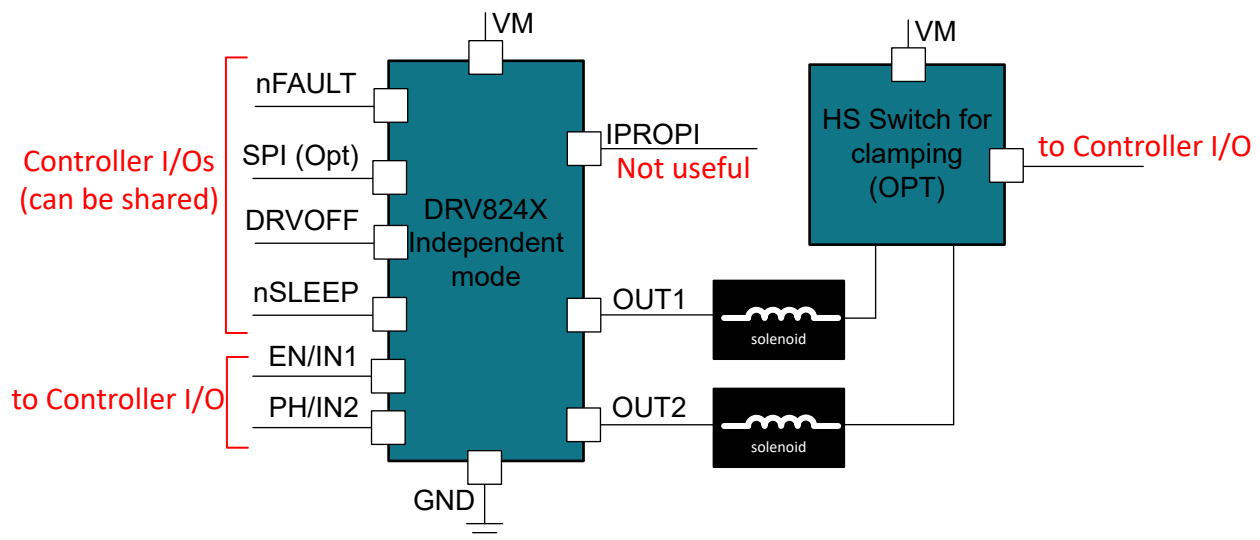 VM
nFAULT
SPI (Opt)
DRVOFF
nSLEEP
Controller I/Os
(can be shared)
EN/IN1
PH/IN2
to Controller I/O
DRV824X
Independent
mode
IPROPI
Not useful
OUT1
OUT2
GND
solenoid
solenoid
VM
HS Switch for
clamping
(OPT)
to Controller I/O